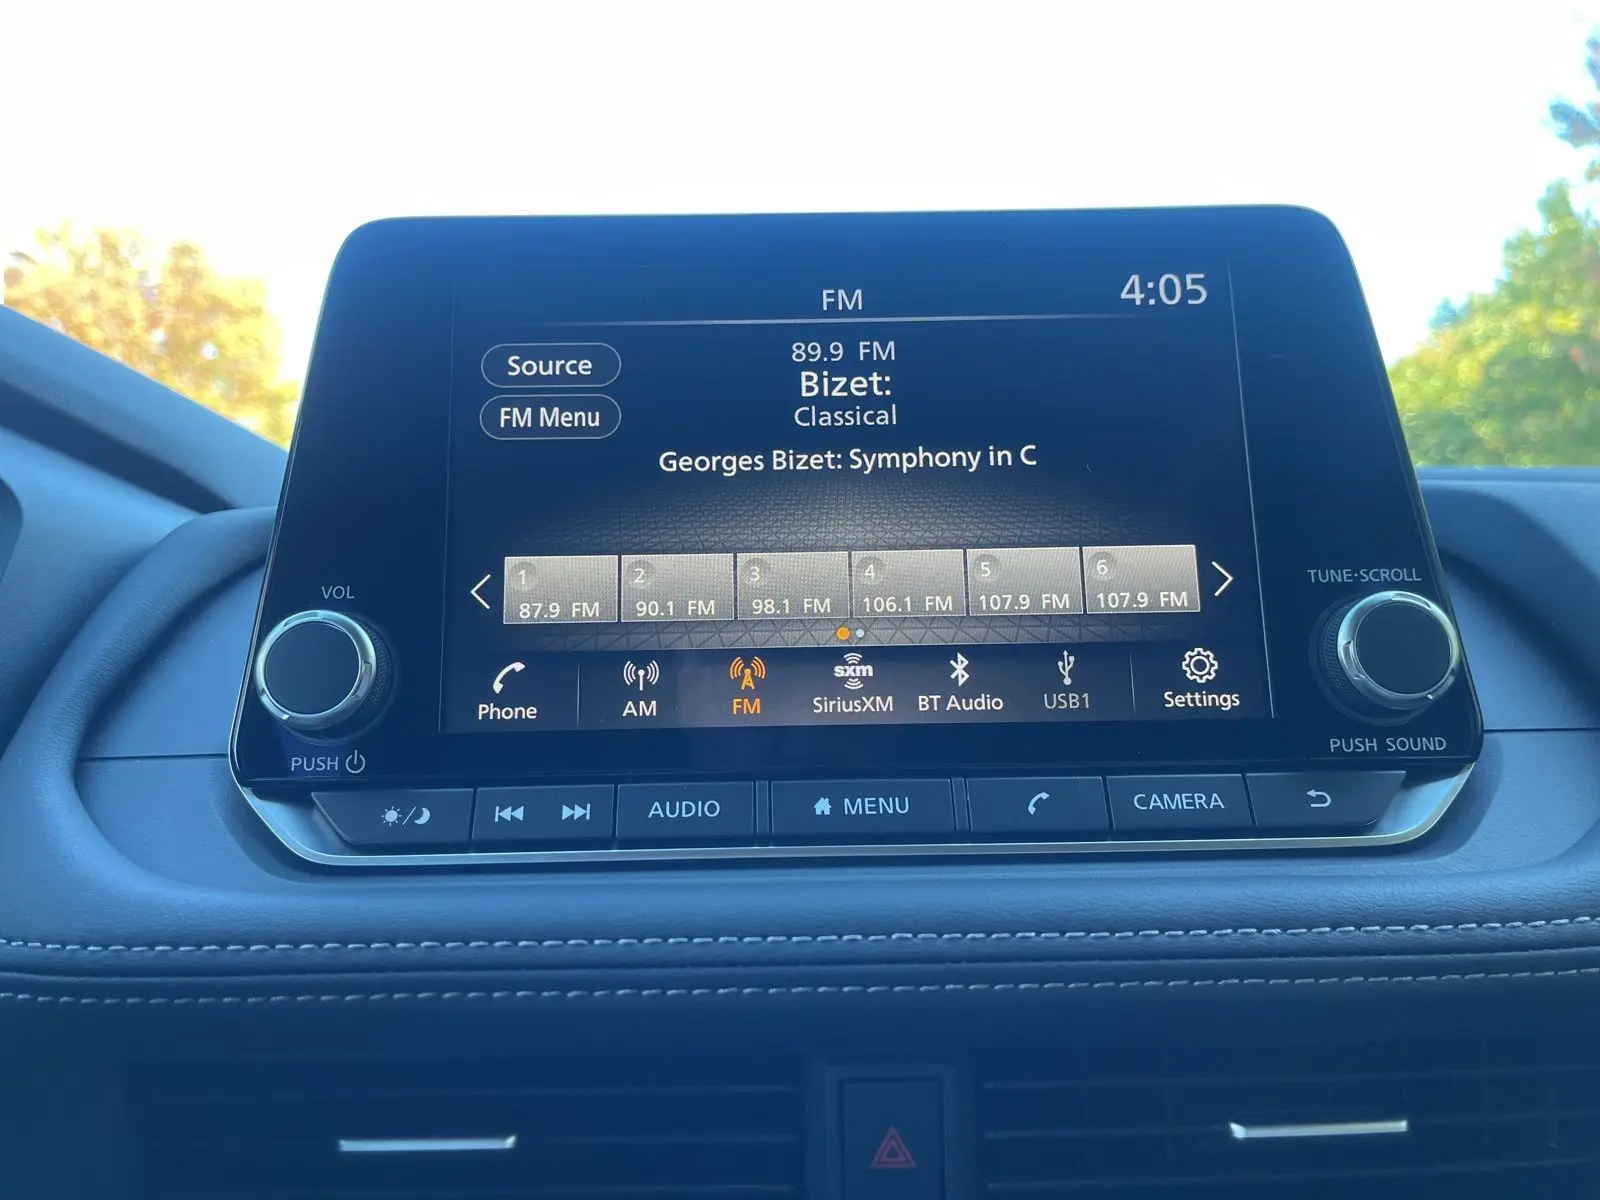 FM
4:05
Source
89.9 FM
Bizet:
FM Menu
Classical
Georges Bizet: Symphony in C
1
2
3
4
5
6
87.9 FM
90.1 FM
98.1 FM
106.1 FM
107.9 FM
107.9 FM
VOL
TUNE·SCROLL
Phone
AM
FM
sxm
SiriusXM
BT Audio
USB1
Settings
PUSH
PUSH SOUND
AUDIO
MENU
CAMERA